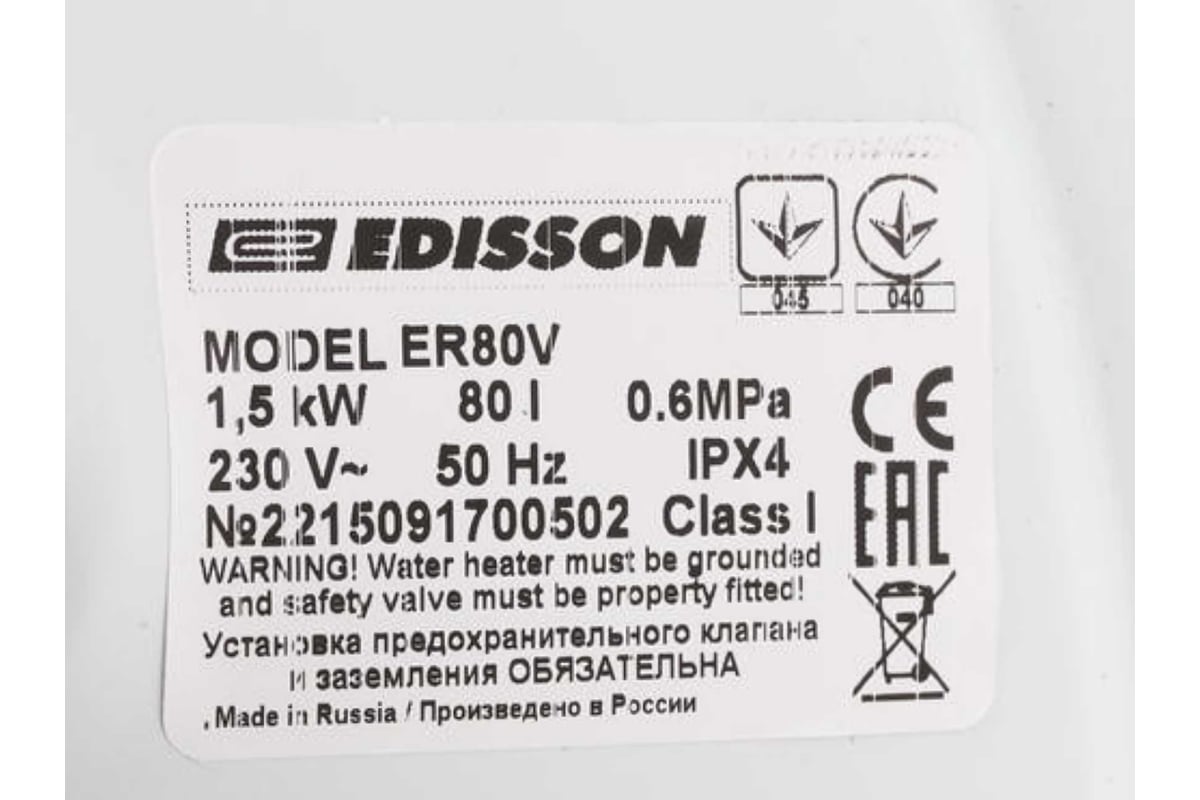 EDISSON
045 040
MODEL ER80V
1,5 kW 80 l 0.6MPa
230 V~ 50 Hz IPX4
№2215091700502 Class I
CE
EAC
WARNING! Water heater must be grounded
and safety valve must be property fitted!
Установка предохранительного клапана
и заземления ОБЯЗАТЕЛЬНА
Made in Russia / Произведено в России